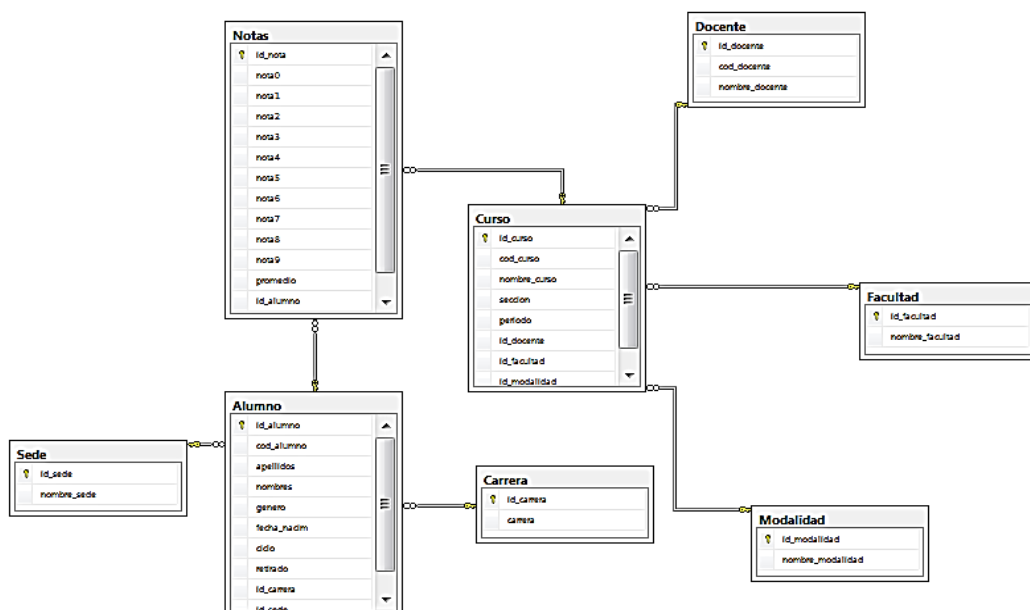 Notas
id_nota
nota0
nota1
nota2
nota3
nota4
nota5
nota6
nota7
nota8
nota9
promedio
id_alumno
Docente
id_docente
cod_docente
nombre_docente
Curso
id_curso
cod_curso
nombre_curso
seccion
periodo
id_docente
id_facultad
id_modalidad
Facultad
id_facultad
nombre_facultad
Alumno
id_alumno
cod_alumno
apellidos
nombres
genero
fecha_nacim
ciclo
retirado
id_carrera
id_sede
Sede
id_sede
nombre_sede
Carrera
id_carrera
carrera
Modalidad
id_modalidad
nombre_modalidad